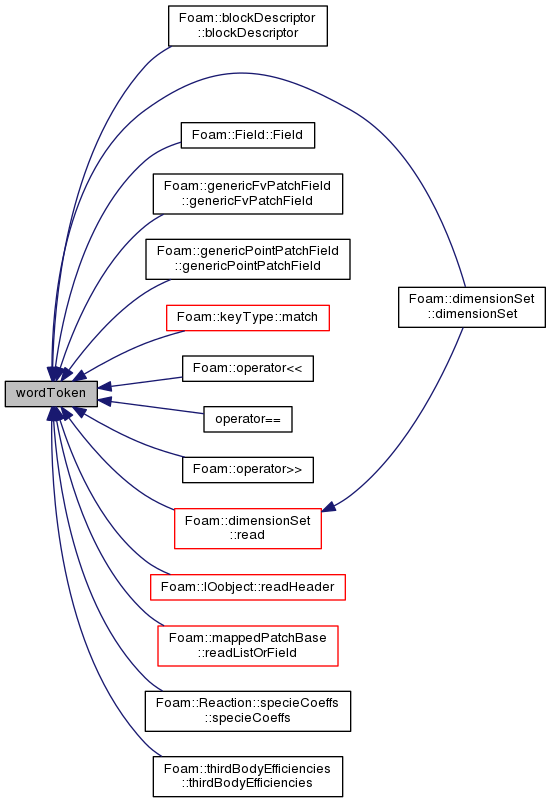 Foam::blockDescriptor
::blockDescriptor
Foam::Field::Field
Foam::genericFvPatchField
::genericFvPatchField
Foam::genericPointPatchField
::genericPointPatchField
Foam::dimensionSet
::dimensionSet
Foam::keyType::match
Foam::operator<<
wordToken
operator==
Foam::operator>>
Foam::dimensionSet
::read
Foam::IOobject::readHeader
Foam::mappedPatchBase
::readListOrField
Foam::Reaction::specieCoeffs
::specieCoeffs
Foam::thirdBodyEfficiencies
::thirdBodyEfficiencies